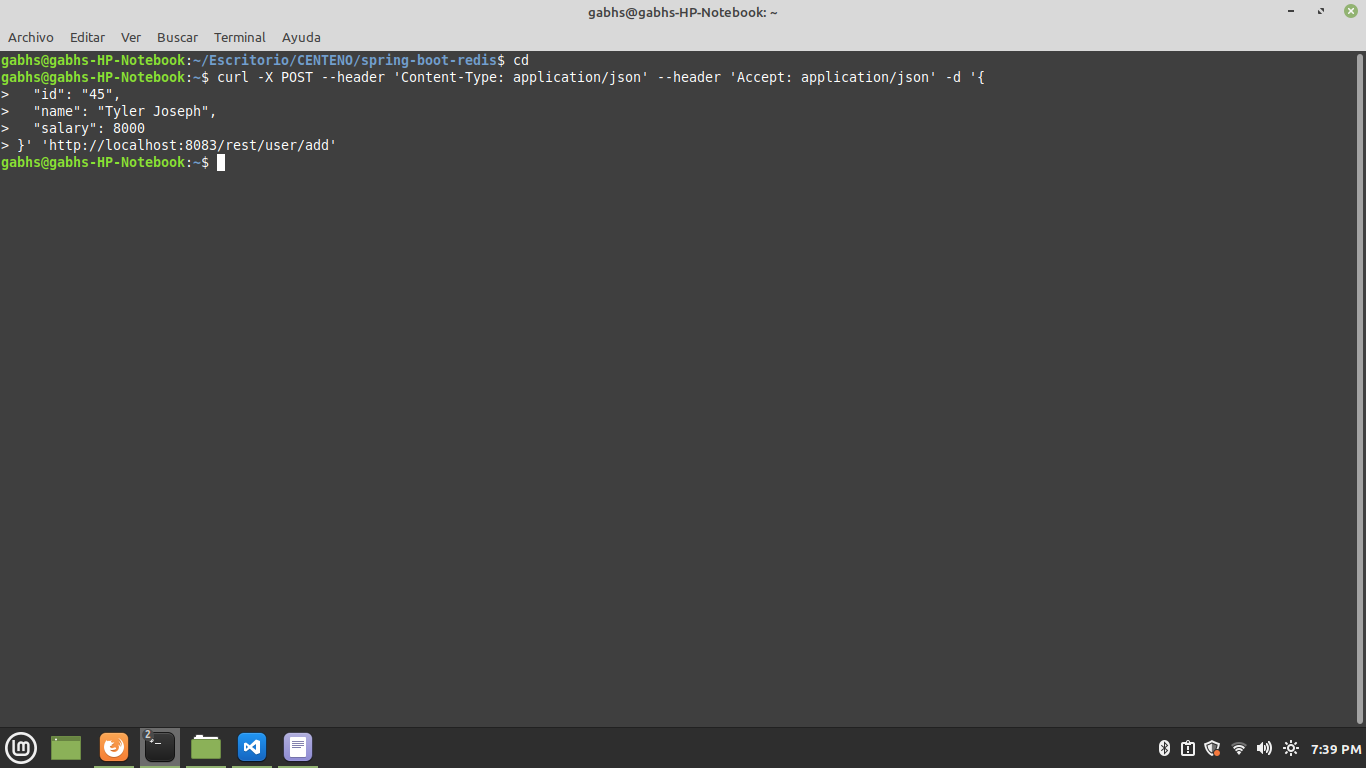 gabhs@gabhs-HP-Notebook: ~
Archivo Editar Ver Buscar Terminal Ayuda
gabhs@gabhs-HP-Notebook:~/Escritorio/CENTENO/spring-boot-redis$ cd
gabhs@gabhs-HP-Notebook:~$ curl -X POST --header 'Content-Type: application/json' --header 'Accept: application/json' -d '{
>   "id": "45",
>   "name": "Tyler Joseph",
>   "salary": 8000
> }' 'http://localhost:8083/rest/user/add'
gabhs@gabhs-HP-Notebook:~$
2
7:39 PM